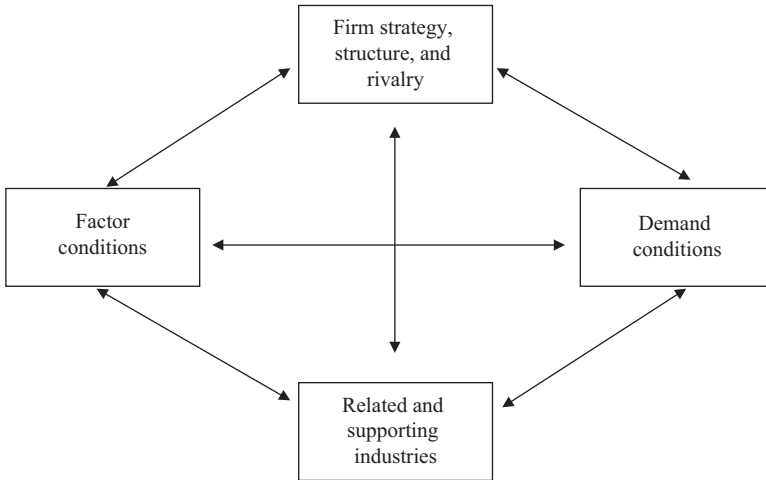 Firm strategy,
structure, and
rivalry
Factor
conditions
Demand
conditions
Related and
supporting
industries